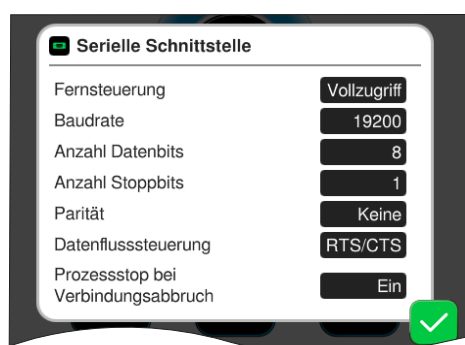 Serielle Schnittstelle
Fernsteuerung Vollzugriff
Baudrate 19200
Anzahl Datenbits 8
Anzahl Stoppbits 1
Parität Keine
Datenflusssteuerung RTS/CTS
Prozessstop bei
Verbindungsabbruch Ein